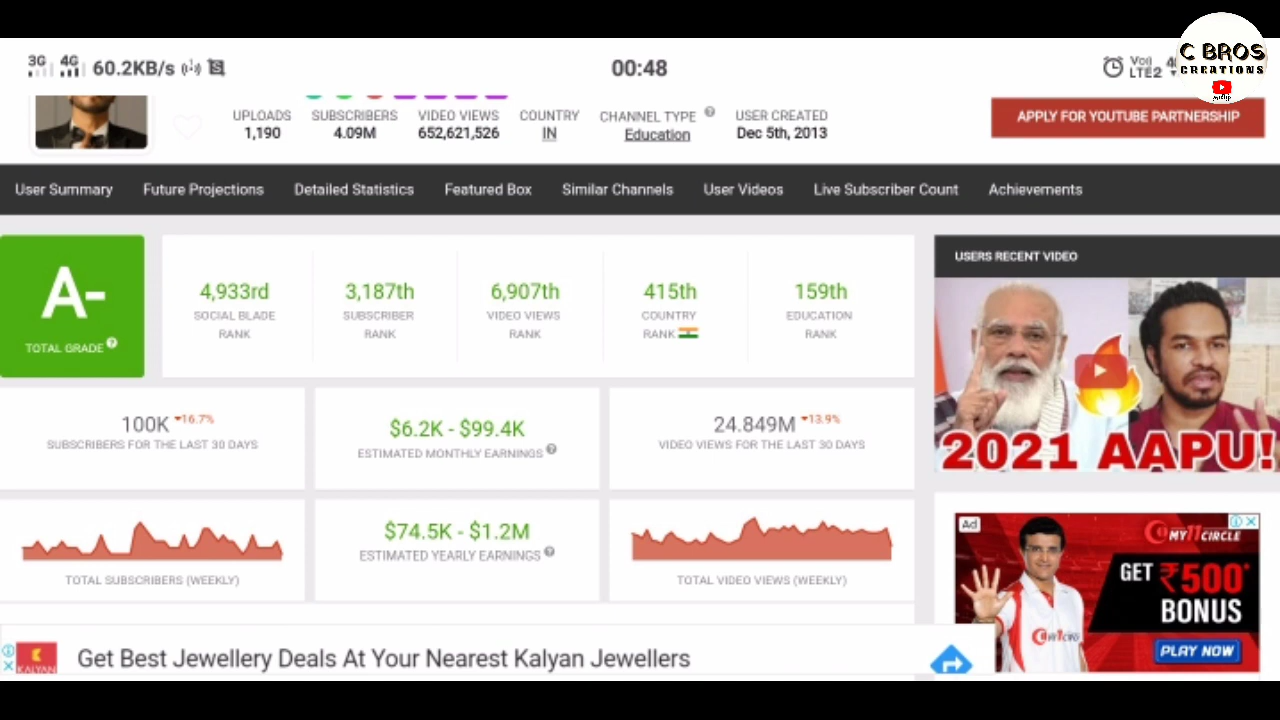 3G 4G 60.2KB/s
00:48
LTE2
C BROS
CREATIONS
UPLOADS
1,190
SUBSCRIBERS
4.09M
VIDEO VIEWS
652,621,526
COUNTRY
IN
CHANNEL TYPE
Education
USER CREATED
Dec 5th, 2013
APPLY FOR YOUTUBE PARTNERSHIP
User Summary
Future Projections
Detailed Statistics
Featured Box
Similar Channels
User Videos
Live Subscriber Count
Achievements
A-
TOTAL GRADE
4,933rd
SOCIAL BLADE
RANK
3,187th
SUBSCRIBER
RANK
6,907th
VIDEO VIEWS
RANK
415th
COUNTRY
RANK
159th
EDUCATION
RANK
USERS RECENT VIDEO
2021 AAPU!
100K 16.7%
SUBSCRIBERS FOR THE LAST 30 DAYS
$6.2K - $99.4K
ESTIMATED MONTHLY EARNINGS
24.849M 13.9%
VIDEO VIEWS FOR THE LAST 30 DAYS
TOTAL SUBSCRIBERS (WEEKLY)
$74.5K - $1.2M
ESTIMATED YEARLY EARNINGS
TOTAL VIDEO VIEWS (WEEKLY)
Ad
MY11CIRCLE
GET ₹500*
BONUS
PLAY NOW
KALYAN
Get Best Jewellery Deals At Your Nearest Kalyan Jewellers